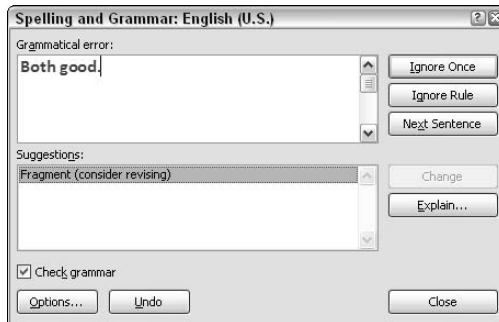 Spelling and Grammar: English (U.S.)
Grammatical error:
Both good.
Ignore Once
Ignore Rule
Next Sentence
Suggestions:
Fragment (consider revising)
Change
Explain...
Check grammar
Options...
Undo
Close